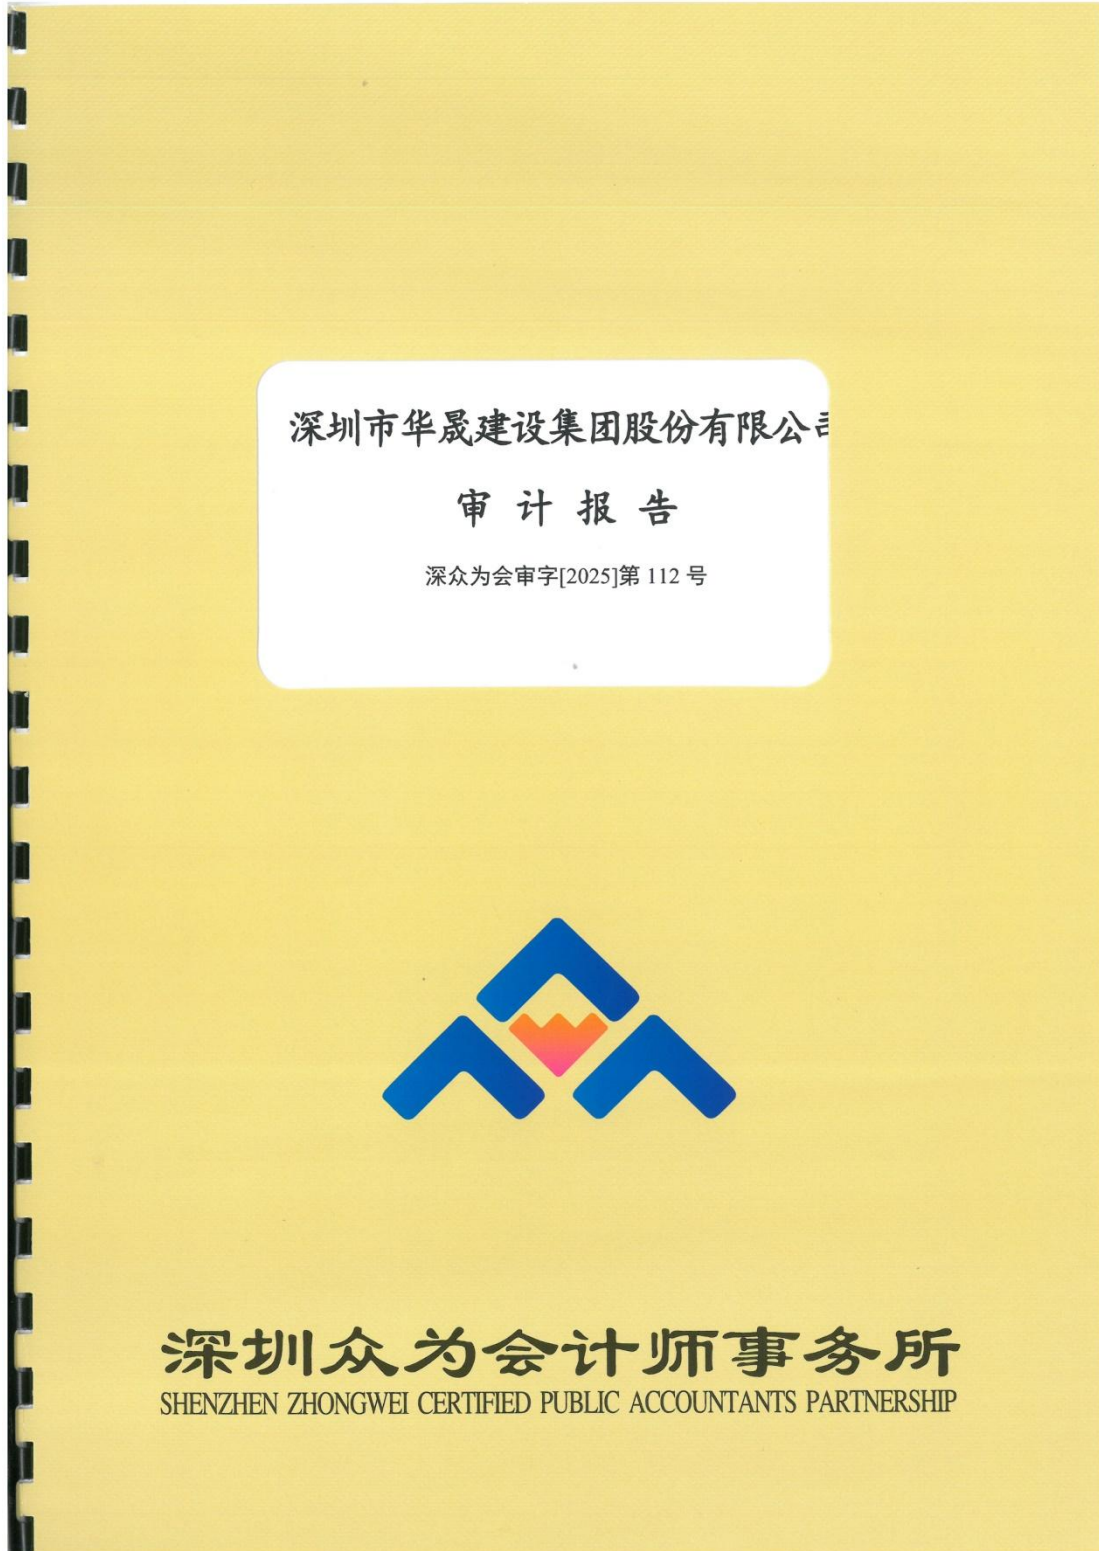 深圳市华晟建设集团股份有限公司
审计报告
深众为会审字[2025]第 112 号
深圳众为会计师事务所
SHENZHEN ZHONGWEI CERTIFIED PUBLIC ACCOUNTANTS PARTNERSHIP